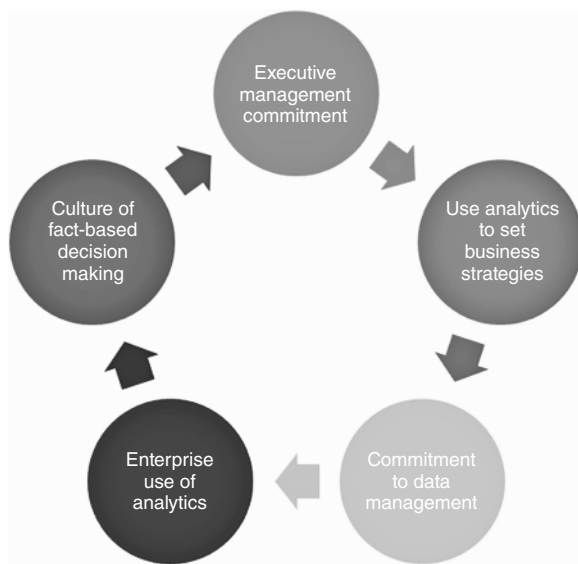 Executive
management
commitment
Use analytics
to set
business
strategies
Commitment
to data
management
Enterprise
use of
analytics
Culture of
fact-based
decision
making